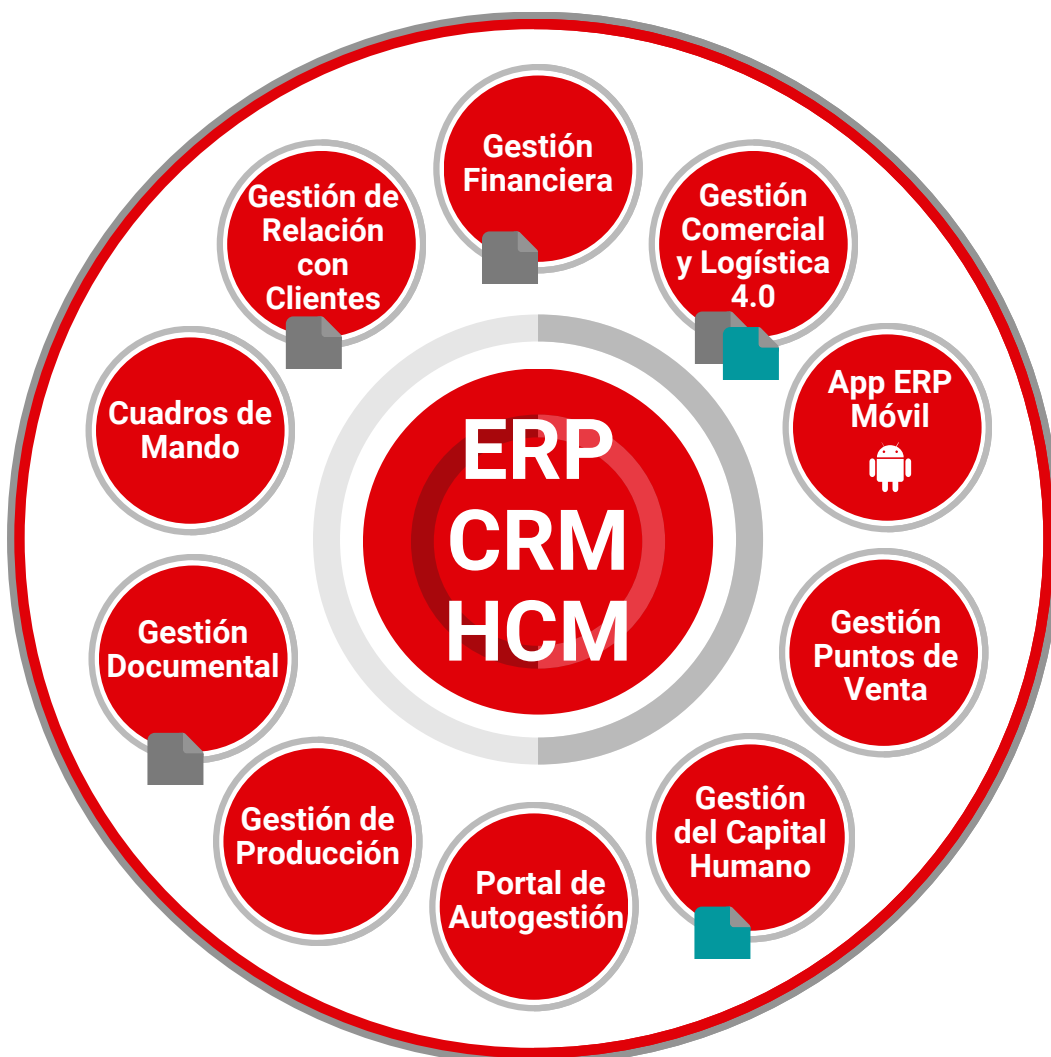 Gestión
Financiera
Gestión
Comercial
y Logística
4.0
App ERP
Móvil
Gestión
Puntos de
Venta
Gestión
del Capital
Humano
Portal de
Autogestión
Gestión de
Producción
Gestión
Documental
Cuadros de
Mando
Gestión de
Relación
con
Clientes
ERP
CRM
HCM